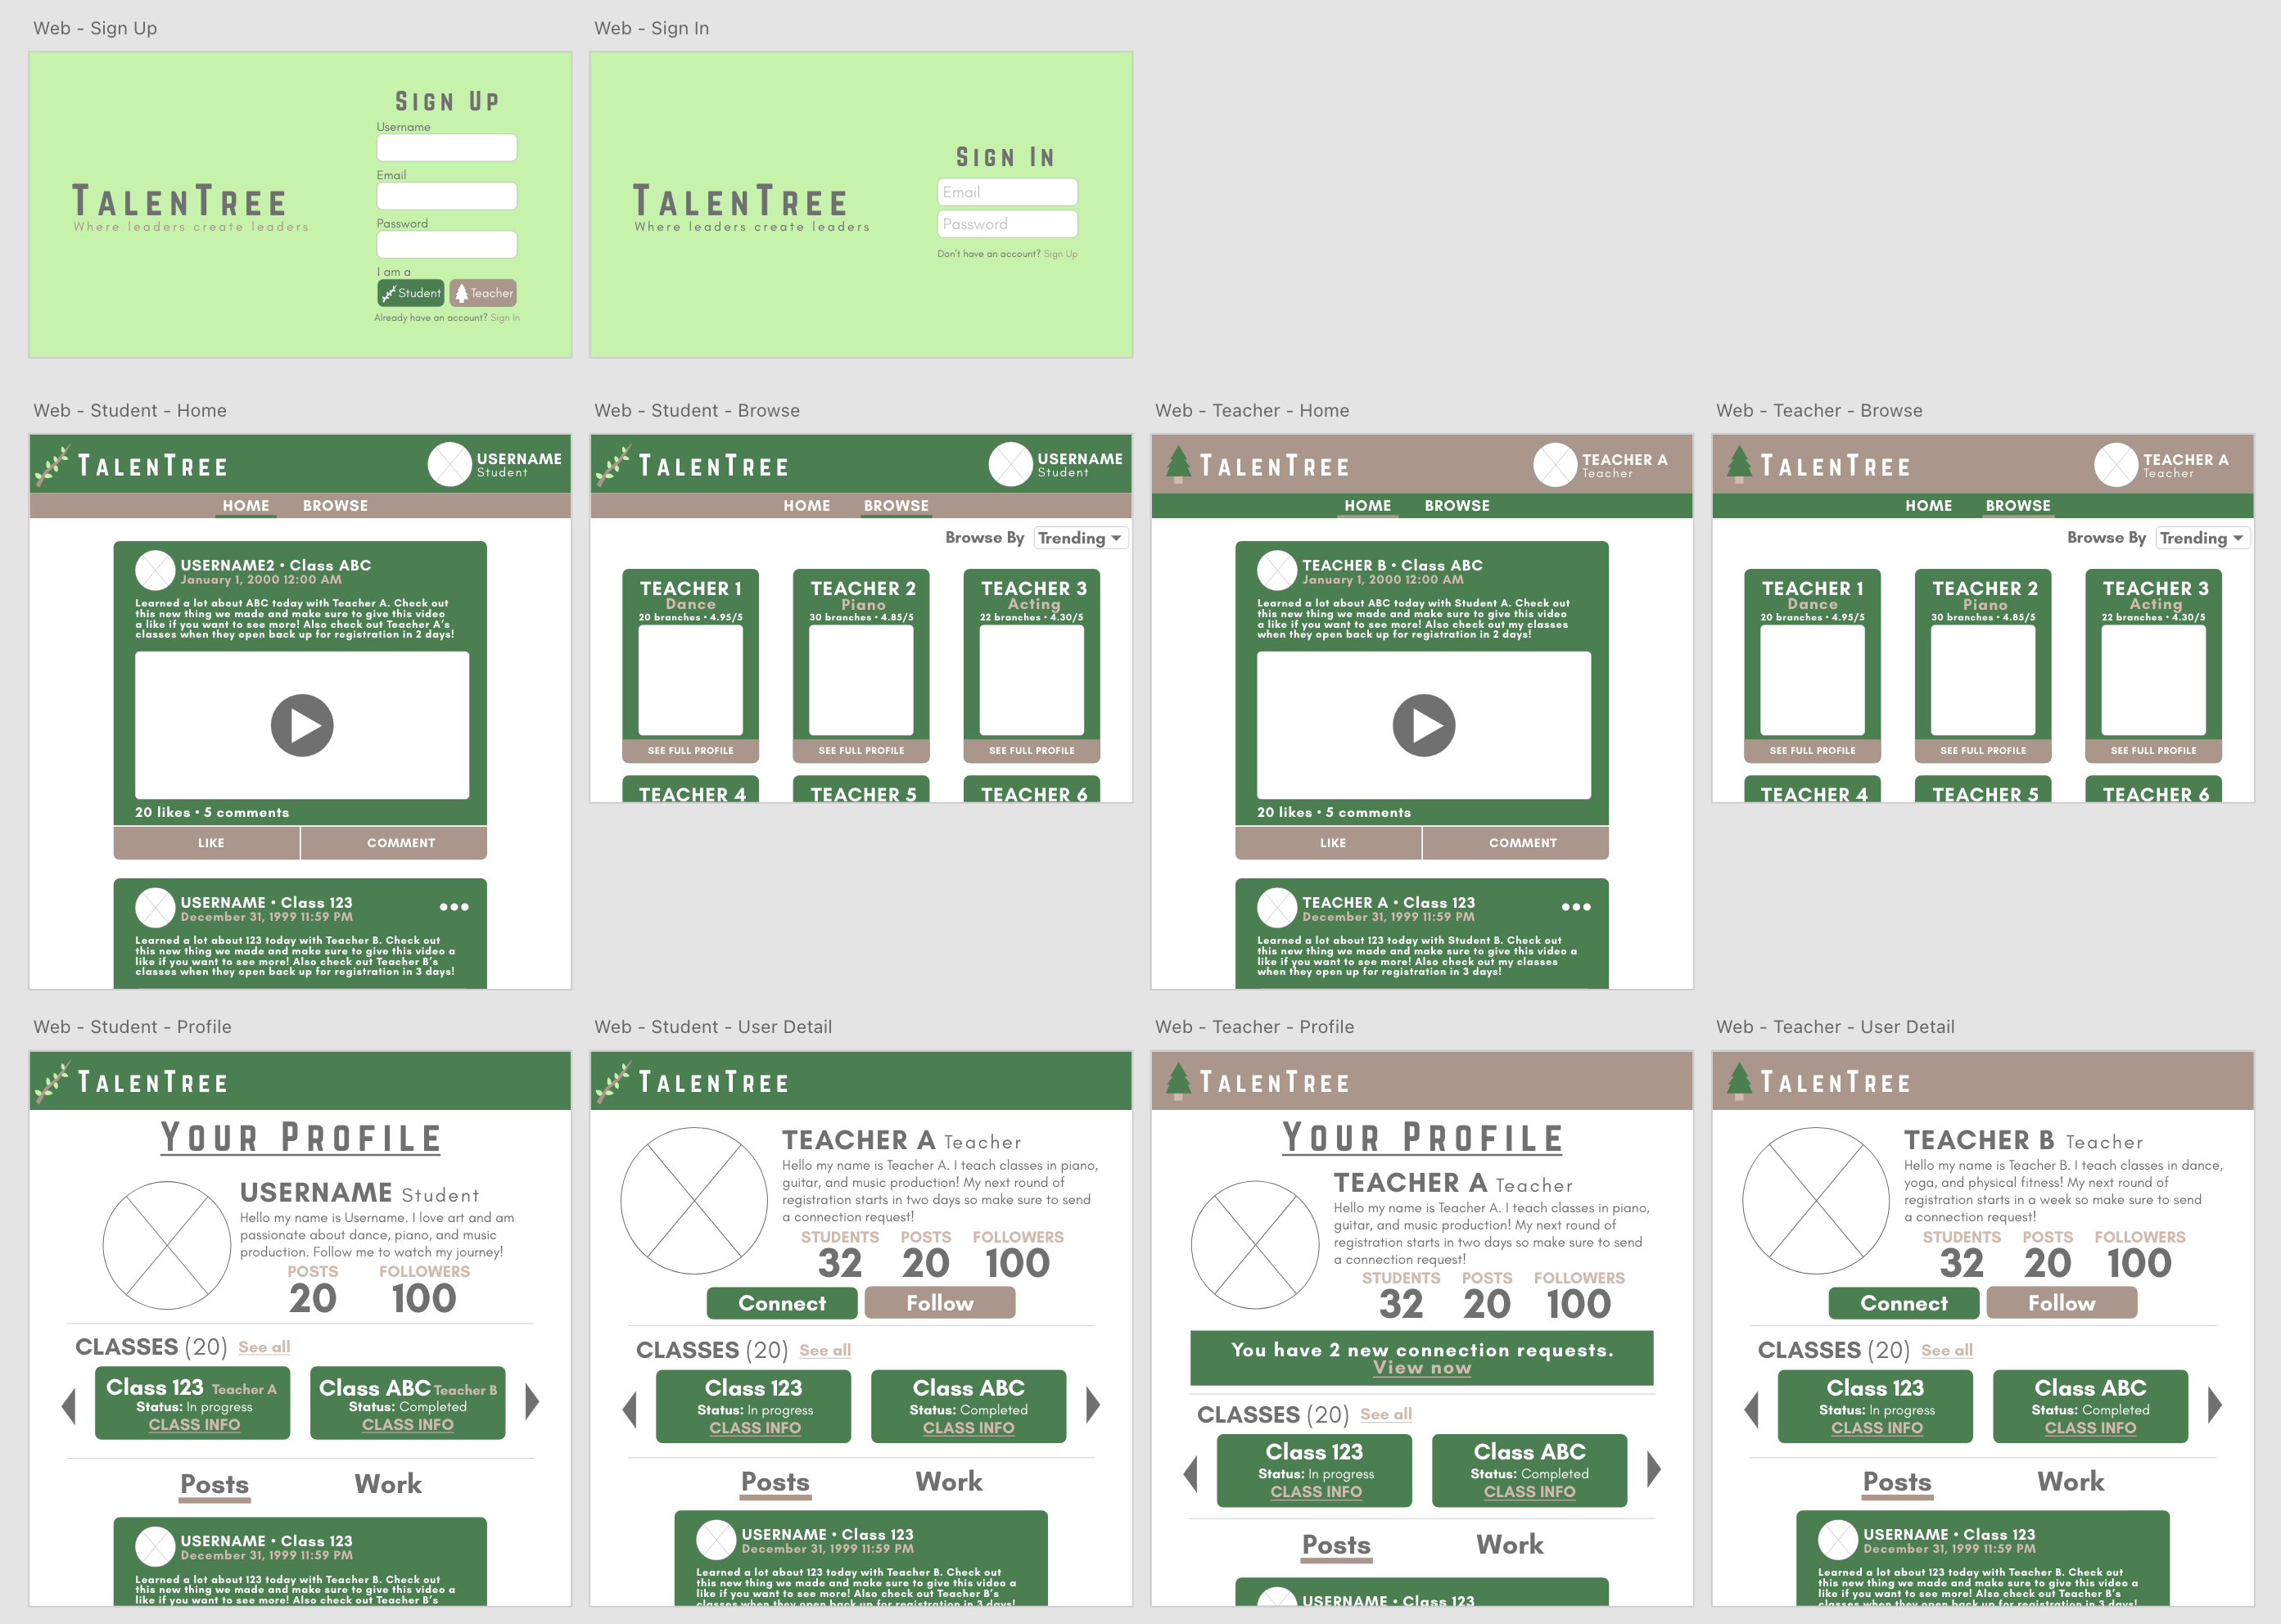 Web - Sign Up
SIGN UP
Username
Email
Password
TALENTREE
Where leaders create leaders
I am a
Student
Teacher
Already have an account? Sign In
Web - Sign In
SIGN IN
Email
Password
TALENTREE
Where leaders create leaders
Don't have an account? Sign Up
Web - Student - Home
TALENTREE
USERNAME
Student
HOME BROWSE
USERNAME2 • Class ABC
January 1, 2000 12:00 AM
Learned a lot about ABC today with Teacher A. Check out
this new thing we made and make sure to give this video
a like if you want to see more! Also check out Teacher A's
classes when they open back up for registration in 2 days!
20 likes • 5 comments
LIKE COMMENT
USERNAME • Class 123
December 31, 1999 11:59 PM
Learned a lot about 123 today with Teacher B. Check out
this new thing we made and make sure to give this video a
like if you want to see more! Also check out Teacher B's
classes when they open back up for registration in 3 days!
Web - Student - Browse
TALENTREE
USERNAME
Student
HOME BROWSE
Browse By Trending
TEACHER 1
Dance
20 branches • 4.95/5
SEE FULL PROFILE
TEACHER 2
Piano
30 branches • 4.85/5
SEE FULL PROFILE
TEACHER 3
Acting
22 branches • 4.30/5
SEE FULL PROFILE
TEACHER 4
TEACHER 5
TEACHER 6
Web - Teacher - Home
TALENTREE
TEACHER A
Teacher
HOME BROWSE
TEACHER B • Class ABC
January 1, 2000 12:00 AM
Learned a lot about ABC today with Student A. Check out
this new thing we made and make sure to give this video
a like if you want to see more! Also check out my classes
when they open back up for registration in 2 days!
20 likes • 5 comments
LIKE COMMENT
TEACHER A • Class 123
December 31, 1999 11:59 PM
Learned a lot about 123 today with Student B. Check out
this new thing we made and make sure to give this video a
like if you want to see more! Also check out my classes
when they open up for registration in 3 days!
Web - Teacher - Browse
TALENTREE
TEACHER A
Teacher
HOME BROWSE
Browse By Trending
TEACHER 1
Dance
20 branches • 4.95/5
SEE FULL PROFILE
TEACHER 2
Piano
30 branches • 4.85/5
SEE FULL PROFILE
TEACHER 3
Acting
22 branches • 4.30/5
SEE FULL PROFILE
TEACHER 4
TEACHER 5
TEACHER 6
Web - Student - Profile
TALENTREE
YOUR PROFILE
USERNAME Student
Hello my name is Username. I love art and am
passionate about dance, piano, and music
production. Follow me to watch my journey!
POSTS FOLLOWERS
20 100
CLASSES (20) See all
Class 123 Teacher A
Status: In progress
CLASS INFO
Class ABC Teacher B
Status: Completed
CLASS INFO
Posts Work
USERNAME • Class 123
December 31, 1999 11:59 PM
Learned a lot about 123 today with Teacher B. Check out
this new thing we made and make sure to give this video a
like if you want to see more! Also check out Teacher B's
Web - Student - User Detail
TALENTREE
TEACHER A Teacher
Hello my name is Teacher A. I teach classes in piano,
guitar, and music production! My next round of
registration starts in two days so make sure to send
a connection request!
STUDENTS POSTS FOLLOWERS
32 20 100
Connect Follow
CLASSES (20) See all
Class 123
Status: In progress
CLASS INFO
Class ABC
Status: Completed
CLASS INFO
Posts Work
USERNAME • Class 123
December 31, 1999 11:59 PM
Learned a lot about 123 today with Teacher B. Check out
this new thing we made and make sure to give this video a
like if you want to see more! Also check out Teacher B's
classes when they open back up for registration in 3 days!
Web - Teacher - Profile
TALENTREE
YOUR PROFILE
TEACHER A Teacher
Hello my name is Teacher A. I teach classes in piano,
guitar, and music production! My next round of
registration starts in two days so make sure to send
a connection request!
STUDENTS POSTS FOLLOWERS
32 20 100
You have 2 new connection requests.
View now
CLASSES (20) See all
Class 123
Status: In progress
CLASS INFO
Class ABC
Status: Completed
CLASS INFO
Posts Work
USERNAME • Class 123
Web - Teacher - User Detail
TALENTREE
TEACHER B Teacher
Hello my name is Teacher B. I teach classes in dance,
yoga, and physical fitness! My next round of
registration starts in a week so make sure to send
a connection request!
STUDENTS POSTS FOLLOWERS
32 20 100
Connect Follow
CLASSES (20) See all
Class 123
Status: In progress
CLASS INFO
Class ABC
Status: Completed
CLASS INFO
Posts Work
USERNAME • Class 123
December 31, 1999 11:59 PM
Learned a lot about 123 today with Teacher B. Check out
this new thing we made and make sure to give this video a
like if you want to see more! Also check out Teacher B's
classes when they open back up for registration in 3 days!